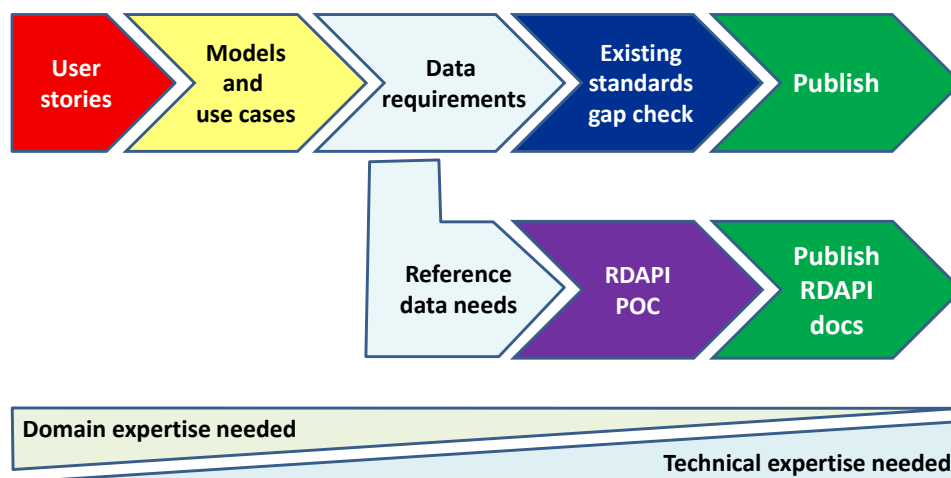 User
stories
Models
and
use cases
Data
requirements
Existing
standards
gap check
Publish
Reference
data needs
RDAPI
POC
Publish
RDAPI
docs
Domain expertise needed
Technical expertise needed